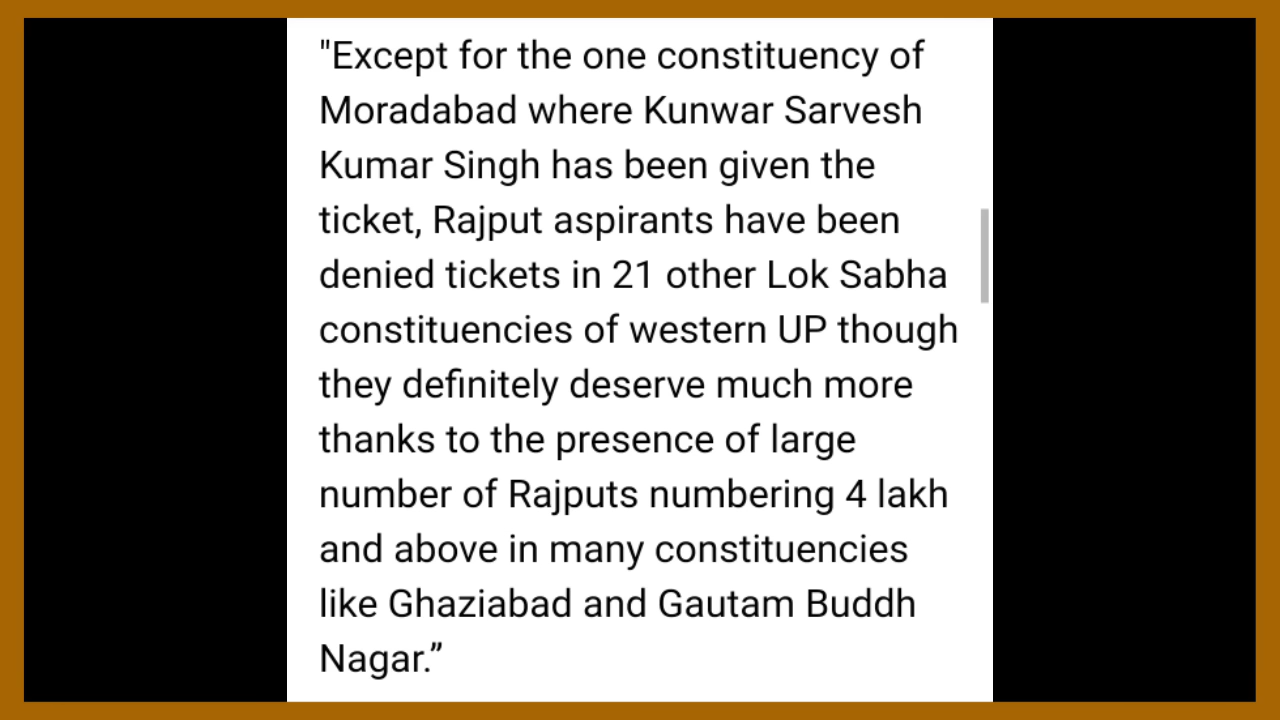 "Except for the one constituency of
Moradabad where Kunwar Sarvesh
Kumar Singh has been given the
ticket, Rajput aspirants have been
denied tickets in 21 other Lok Sabha
constituencies of western UP though
they definitely deserve much more
thanks to the presence of large
number of Rajputs numbering 4 lakh
and above in many constituencies
like Ghaziabad and Gautam Buddh
Nagar.”